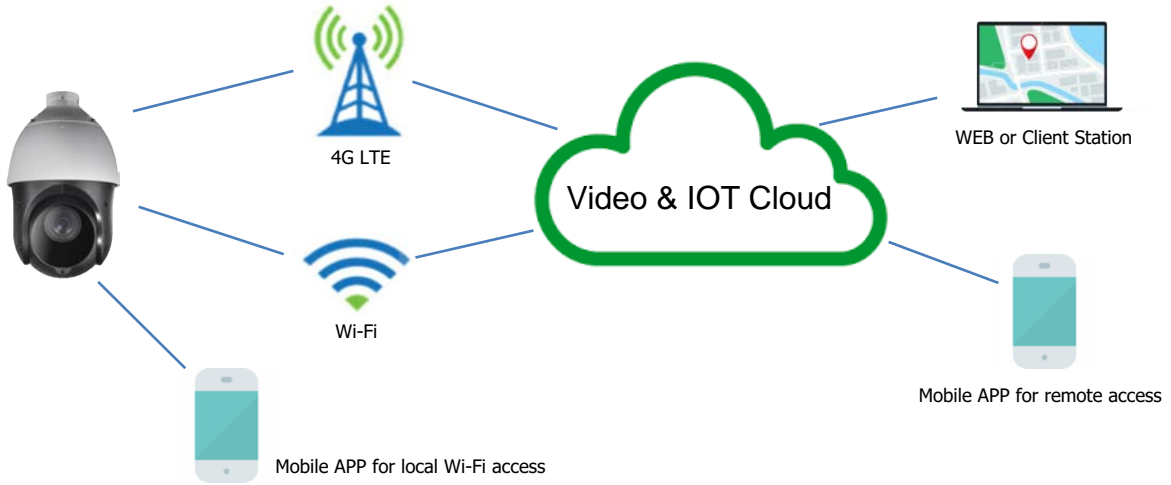 4G LTE
WEB or Client Station
Video & IOT Cloud
Wi-Fi
Mobile APP for remote access
Mobile APP for local Wi-Fi access